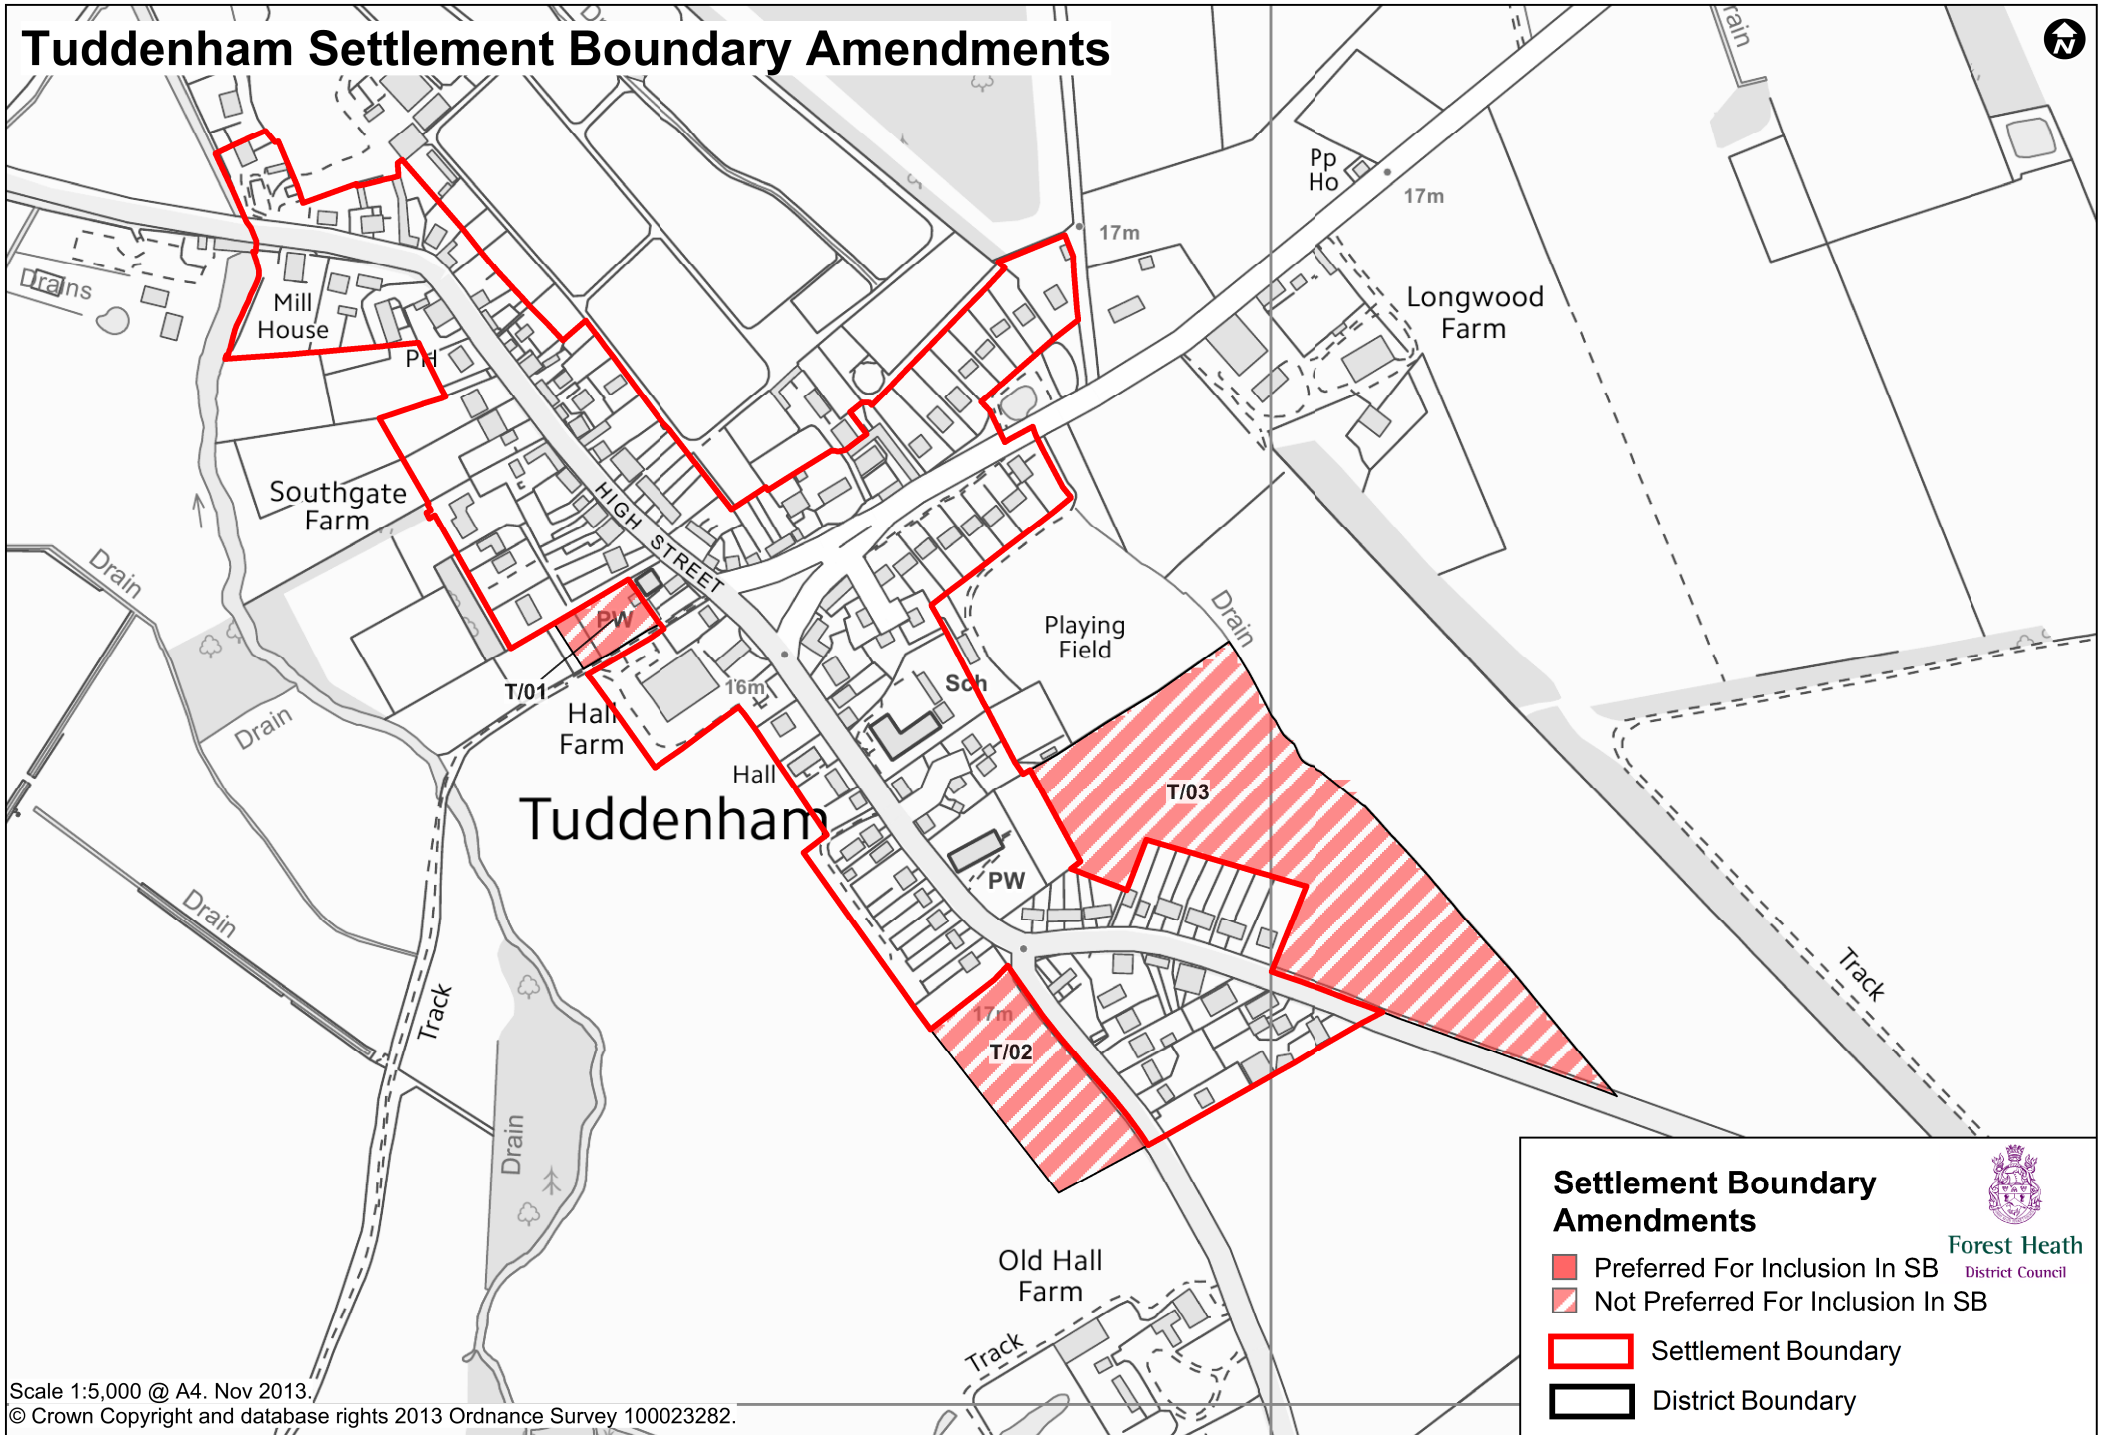 Tuddenham Settlement Boundary Amendments
N
Pp
Ho
17m
17m
Drains
Mill
House
PH
Longwood
Farm
Southgate
Farm
HIGH STREET
Drain
Drain
PW
Playing
Field
T/01
16m
Sch
Hall
Farm
Drain
Hall
T/03
Tuddenham
PW
Drain
Track
17m
T/02
Track
Drain
Old Hall
Farm
Track
Settlement Boundary
Amendments
Forest Heath
District Council
Preferred For Inclusion In SB
Not Preferred For Inclusion In SB
Settlement Boundary
District Boundary
Scale 1:5,000 @ A4. Nov 2013.
© Crown Copyright and database rights 2013 Ordnance Survey 100023282.